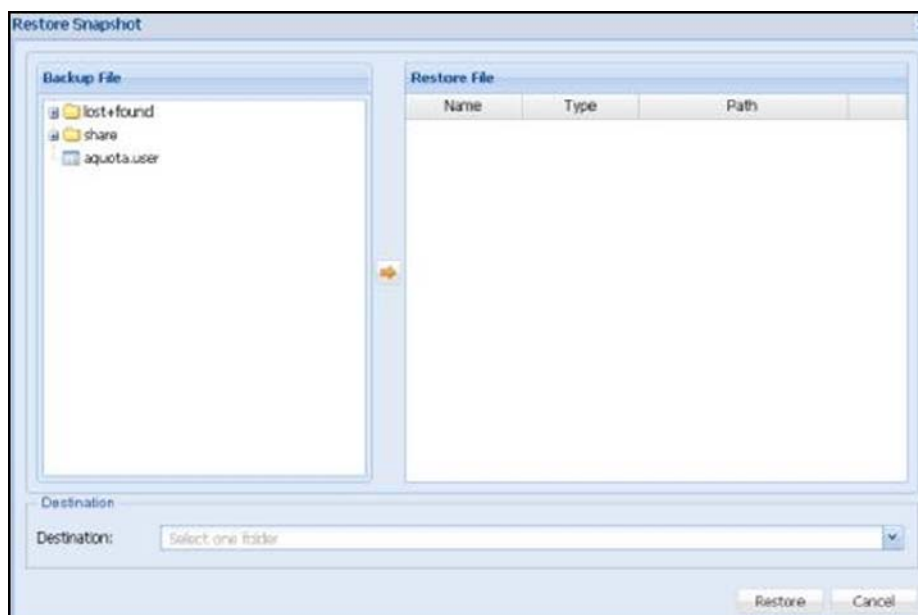 Restore Snapshot
Backup File
lost+found
share
aquota.user
Restore File
Name Type Path
Destination
Destination: Select one folder
Restore Cancel